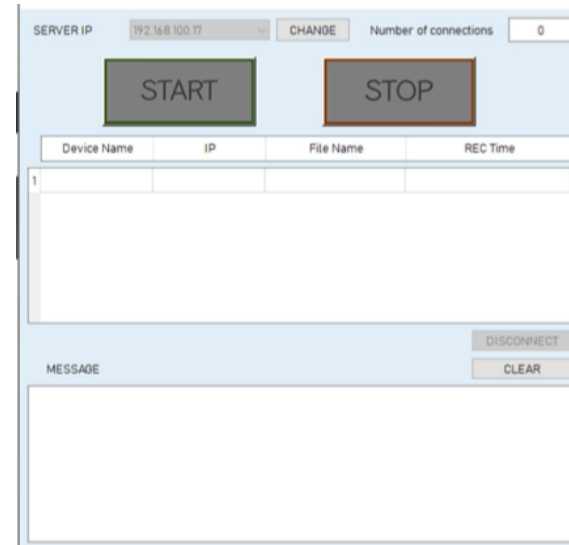 SERVER IP 192.168.100.17 CHANGE Number of connections 0
START STOP
Device Name IP File Name REC Time
1
DISCONNECT
MESSAGE CLEAR